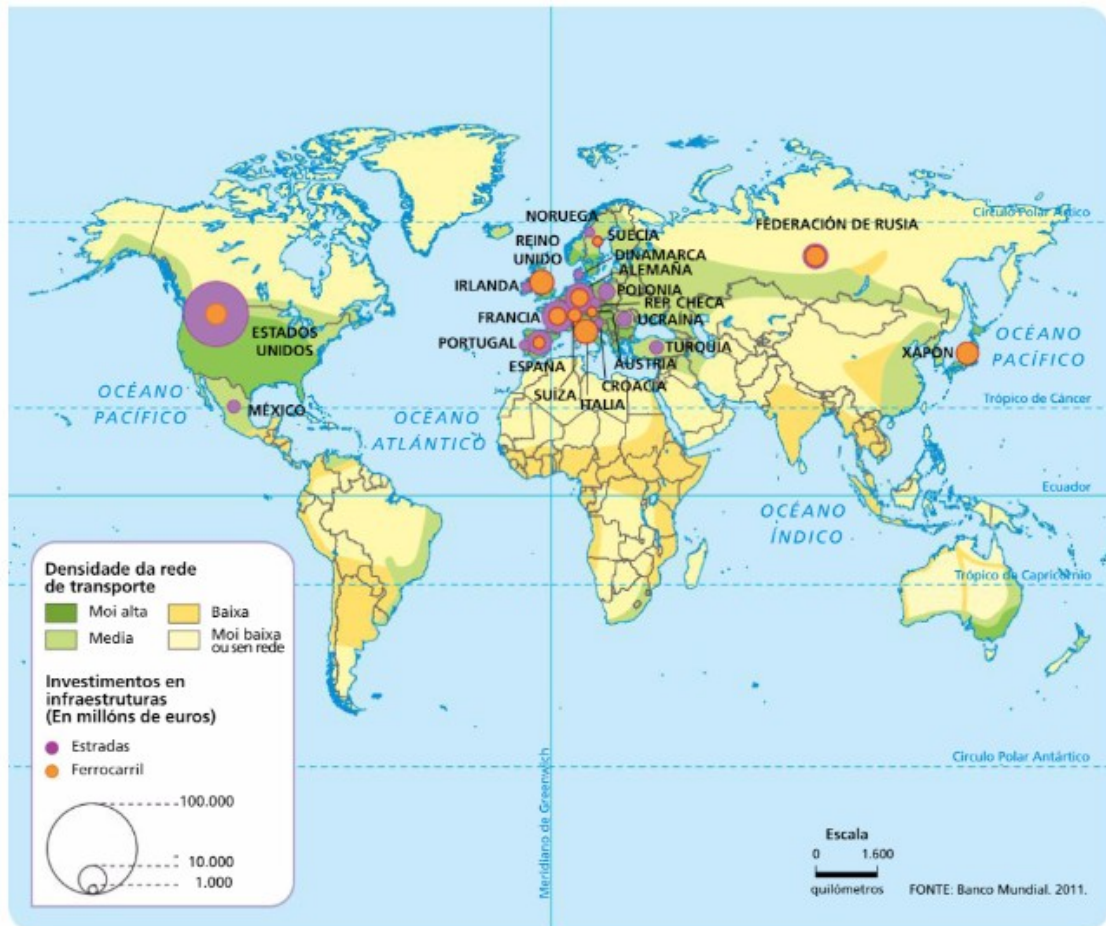 NORUEGA
SUECIA
FEDERACIÓN DE RUSIA
Círculo Polar Ártico
REINO
UNIDO
DINAMARCA
ALEMAÑA
IRLANDA
POLONIA
REP. CHECA
FRANCIA
UCRAÍNA
ESTADOS
UNIDOS
PORTUGAL
TURQUÍA
XAPÓN
OCÉANO
PACÍFICO
ESPAÑA
AUSTRIA
CROACIA
SUÍZA
ITALIA
OCÉANO
PACÍFICO
MÉXICO
OCÉANO
ATLÁNTICO
Trópico de Cáncer
Ecuador
OCÉANO
ÍNDICO
Trópico de Capricornio
Densidade da rede
de transporte
Moi alta
Baixa
Media
Moi baixa
ou sen rede
Investimentos en
infraestruturas
(En millóns de euros)
Estradas
Ferrocarril
100.000
10.000
1.000
Meridiano de Greenwich
Círculo Polar Antártico
Escala
0 1.600
quilómetros
FONTE: Banco Mundial. 2011.